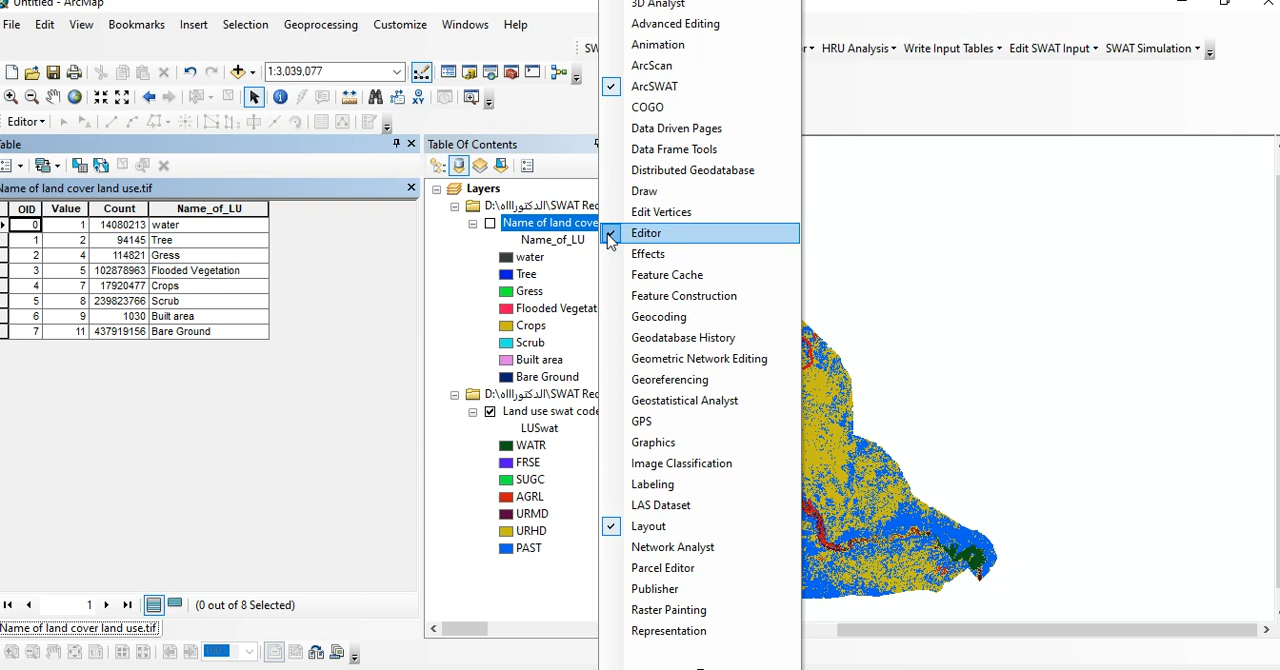 Untitled - ArcMap
File Edit View Bookmarks Insert Selection Geoprocessing Customize Windows Help
SW
HRU Analysis Write Input Tables Edit SWAT Input SWAT Simulation
1:3,039,077
Editor
Table
Name of land cover land use.tif
OID Value Count Name_of_LU
0 1 14080213 water
1 2 94145 Tree
2 4 114821 Gress
3 5 102878963 Flooded Vegetation
4 7 17920477 Crops
5 8 239823766 Scrub
6 9 1030 Built area
7 11 437919156 Bare Ground
1 (0 out of 8 Selected)
Name of land cover land use.tif
100%
Table Of Contents
Layers
D:\الدكتورااااه\SWAT Rec
Name of land cove
Name_of_LU
water
Tree
Gress
Flooded Vegetat
Crops
Scrub
Built area
Bare Ground
D:\الدكتورااااه\SWAT Rec
Land use swat code
LUSwat
WATR
FRSE
SUGC
AGRL
URMD
URHD
PAST
3D Analyst
Advanced Editing
Animation
ArcScan
ArcSWAT
COGO
Data Driven Pages
Data Frame Tools
Distributed Geodatabase
Draw
Edit Vertices
Editor
Effects
Feature Cache
Feature Construction
Geocoding
Geodatabase History
Geometric Network Editing
Georeferencing
Geostatistical Analyst
GPS
Graphics
Image Classification
Labeling
LAS Dataset
Layout
Network Analyst
Parcel Editor
Publisher
Raster Painting
Representation